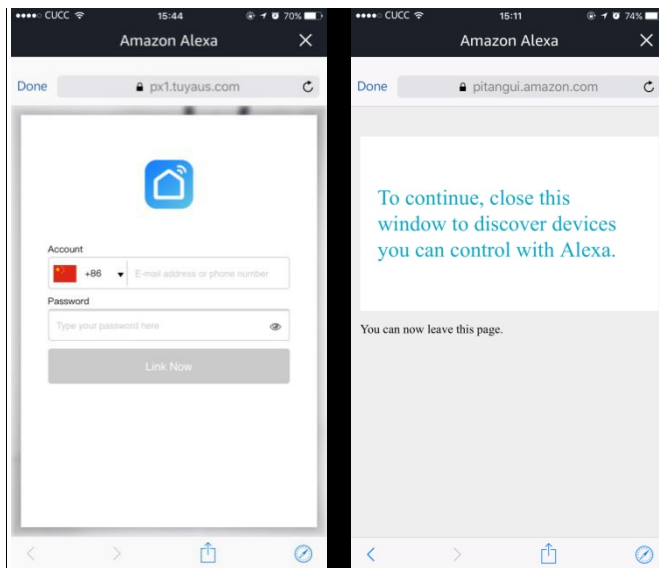 CUCC 15:44 70%
Amazon Alexa
Done px1.tuyaus.com
Account
+86 E-mail address or phone number
Password
Type your password here
Link Now
CUCC 15:11 74%
Amazon Alexa
Done pitangui.amazon.com
To continue, close this
window to discover devices
you can control with Alexa.
You can now leave this page.